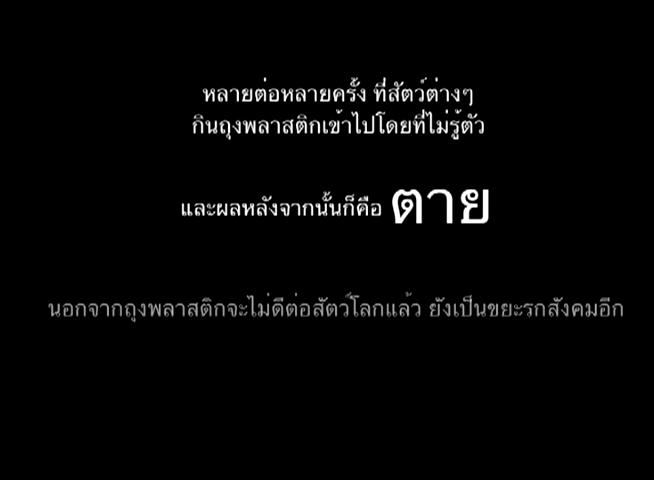 หลายต่อหลายครั้ง ที่สัตว์ต่างๆ
กินถุงพลาสติกเข้าไปโดยที่ไม่รู้ตัว
และผลหลังจากนั้นก็คือ ตาย
นอกจากถุงพลาสติกจะไม่ดีต่อสัตว์โลกแล้ว ยังเป็นขยะรกสังคมอีก